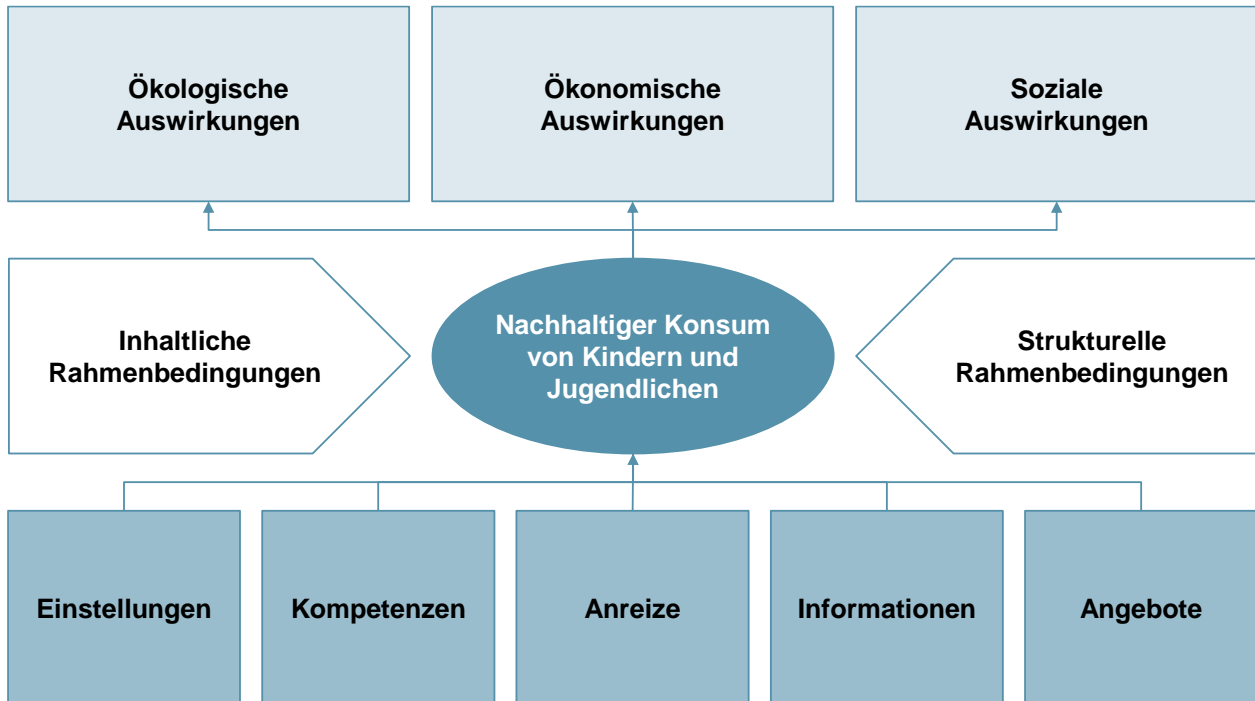 Ökologische
Auswirkungen
Ökonomische
Auswirkungen
Soziale
Auswirkungen
Inhaltliche
Rahmenbedingungen
Nachhaltiger Konsum
von Kindern und
Jugendlichen
Strukturelle
Rahmenbedingungen
Einstellungen
Kompetenzen
Anreize
Informationen
Angebote